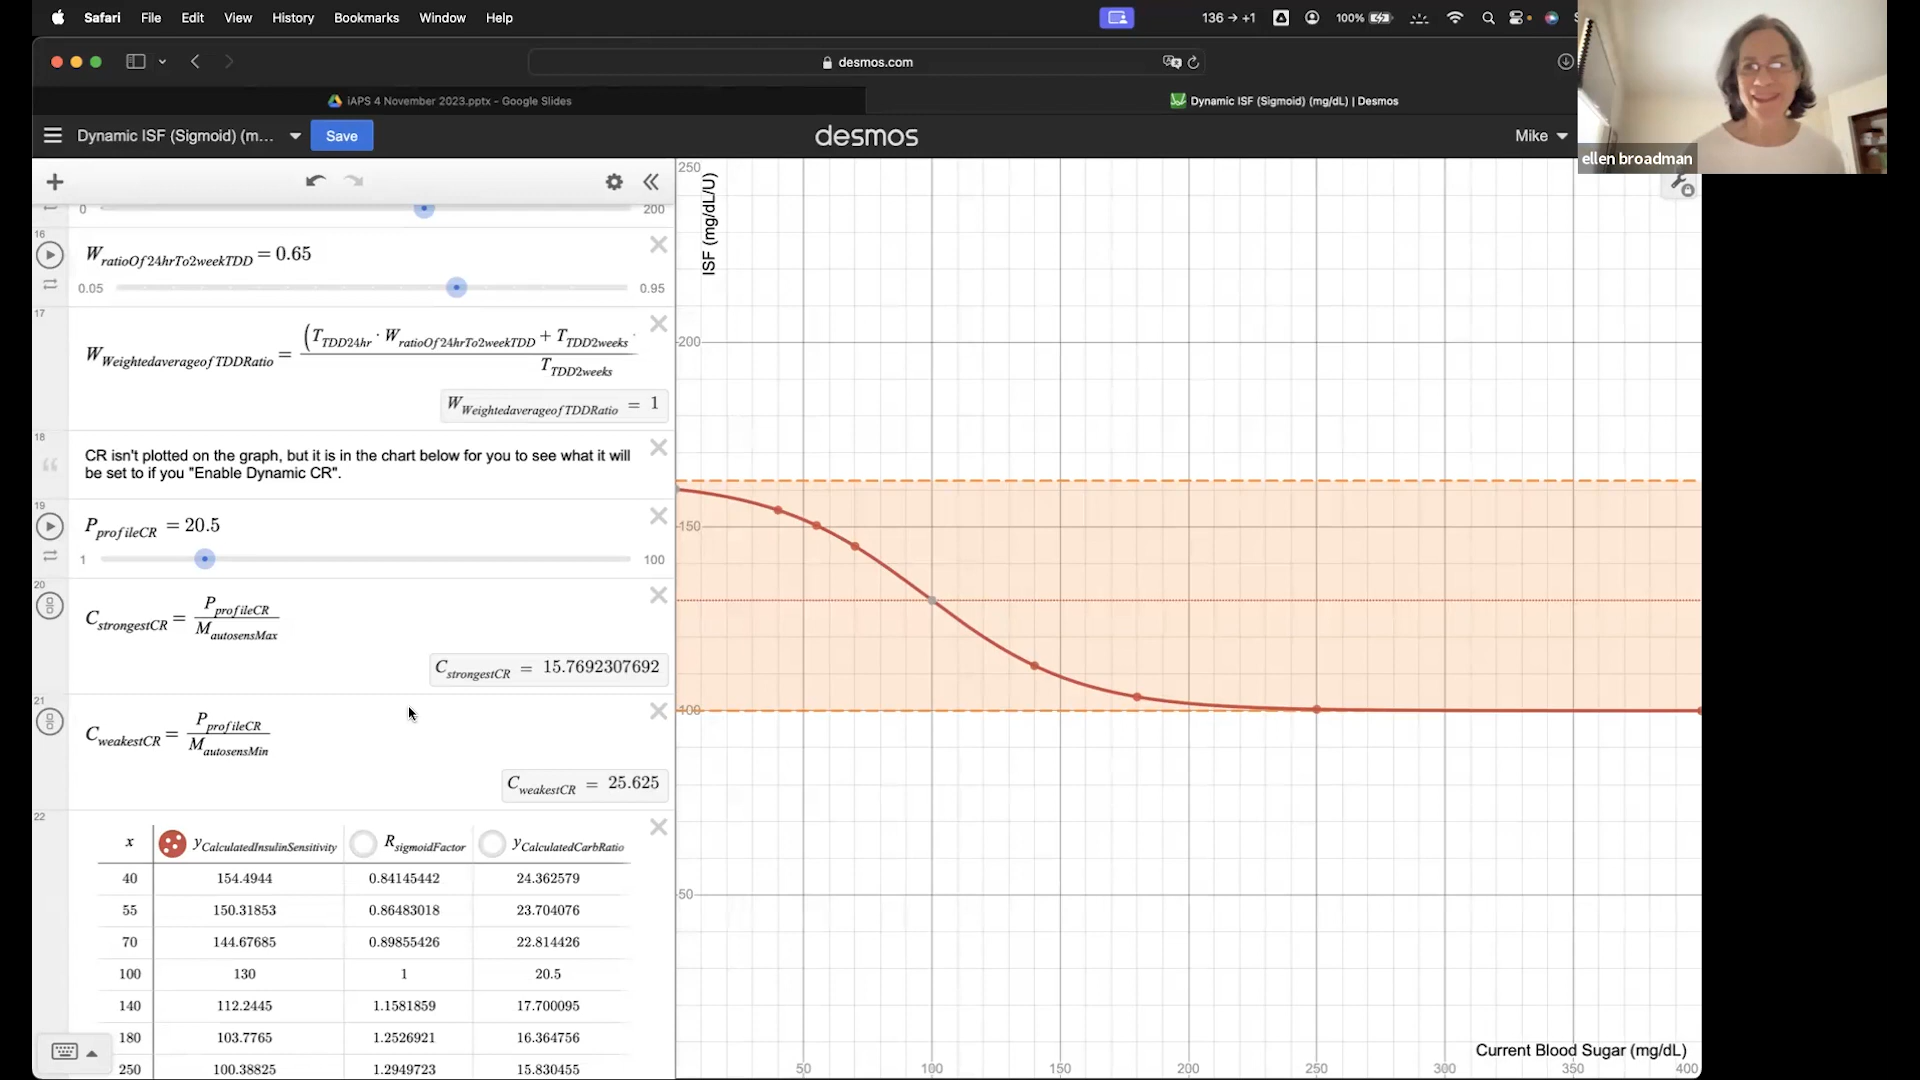 Safari File Edit View History Bookmarks Window Help 136 → +1 100%
desmos.com
iAPS 4 November 2023.pptx - Google Slides
Dynamic ISF (Sigmoid) (mg/dL) | Desmos
Dynamic ISF (Sigmoid) (m... Save desmos Mike
ellen broadman
0 200
16
W_ratioOf24hrTo2weekTDD = 0.65
0.05 0.95
17
W_WeightedaverageofTDDRatio = (T_TDD24hr · W_ratioOf24hrTo2weekTDD + T_TDD2weeks ·
T_TDD2weeks
W_WeightedaverageofTDDRatio = 1
18
CR isn't plotted on the graph, but it is in the chart below for you to see what it will
be set to if you "Enable Dynamic CR".
19
P_profileCR = 20.5
1 100
20
C_strongestCR = P_profileCR / M_autosensMax
C_strongestCR = 15.7692307692
21
C_weakestCR = P_profileCR / M_autosensMin
C_weakestCR = 25.625
22
x y_CalculatedInsulinSensitivity R_sigmoidFactor y_CalculatedCarbRatio
40 154.4944 0.84145442 24.362579
55 150.31853 0.86483018 23.704076
70 144.67685 0.89855426 22.814426
100 130 1 20.5
140 112.2445 1.1581859 17.700095
180 103.7765 1.2526921 16.364756
250 100.38825 1.2949723 15.830455
ISF (mg/dL/U)
250
200
150
100
50
Current Blood Sugar (mg/dL)
50 100 150 200 250 300 350 400